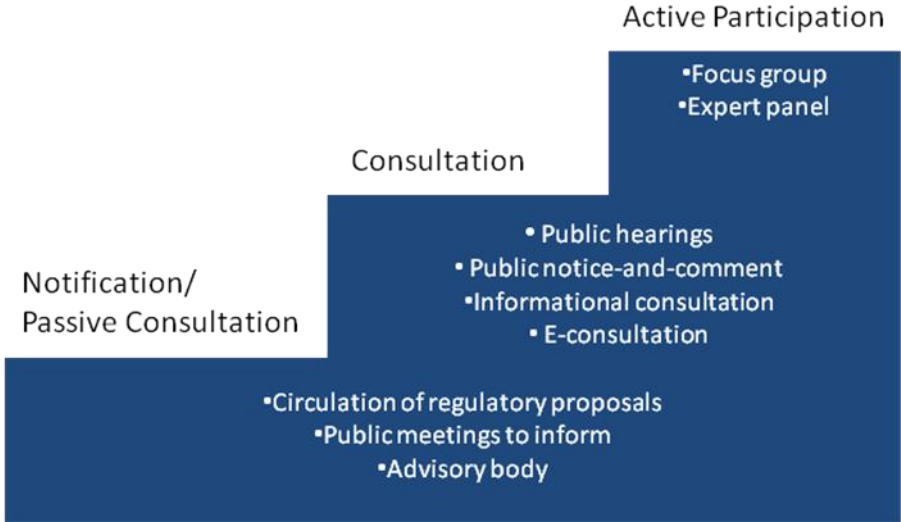 Active Participation
•Focus group
•Expert panel
Consultation
• Public hearings
• Public notice-and-comment
•Informational consultation
• E-consultation
Notification/
Passive Consultation
•Circulation of regulatory proposals
•Public meetings to inform
•Advisory body